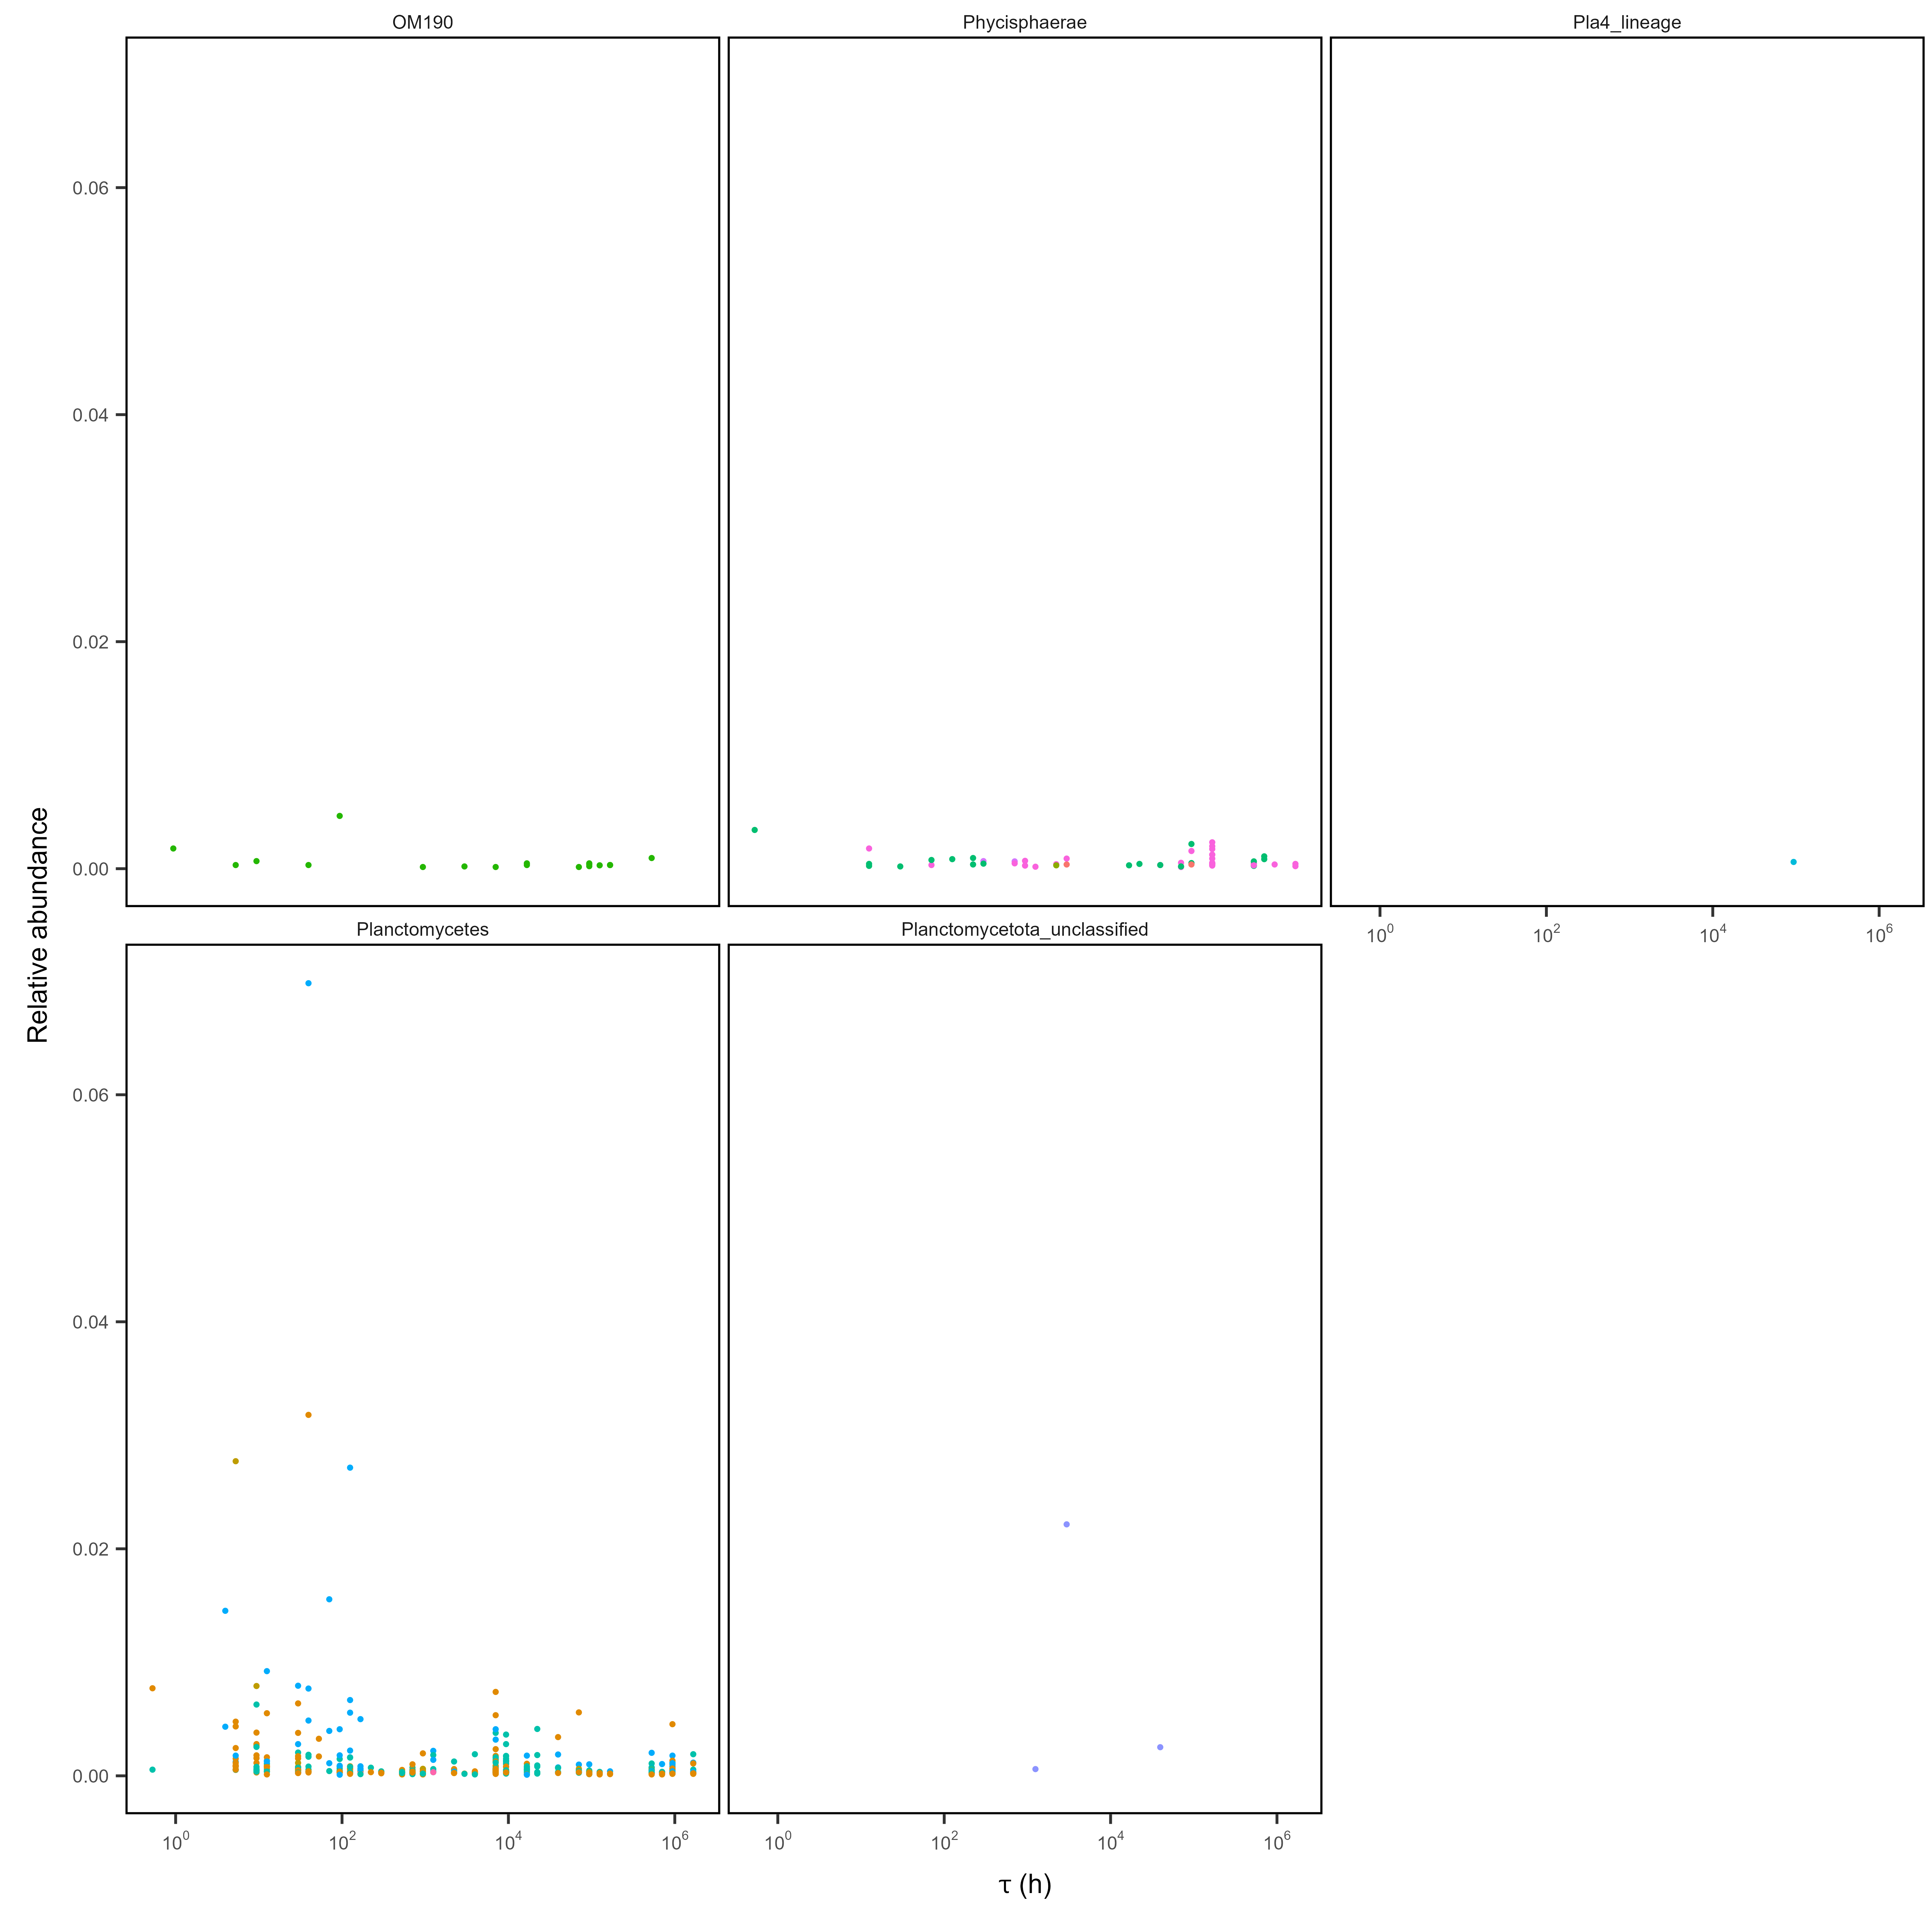 OM190 Phycisphaerae Pla4_lineage
0.06
0.04
0.02
0.00
10^0 10^2 10^4 10^6
Relative abundance
Planctomycetes Planctomycetota_unclassified
0.06
0.04
0.02
0.00
10^0 10^2 10^4 10^6 10^0 10^2 10^4 10^6
τ (h)